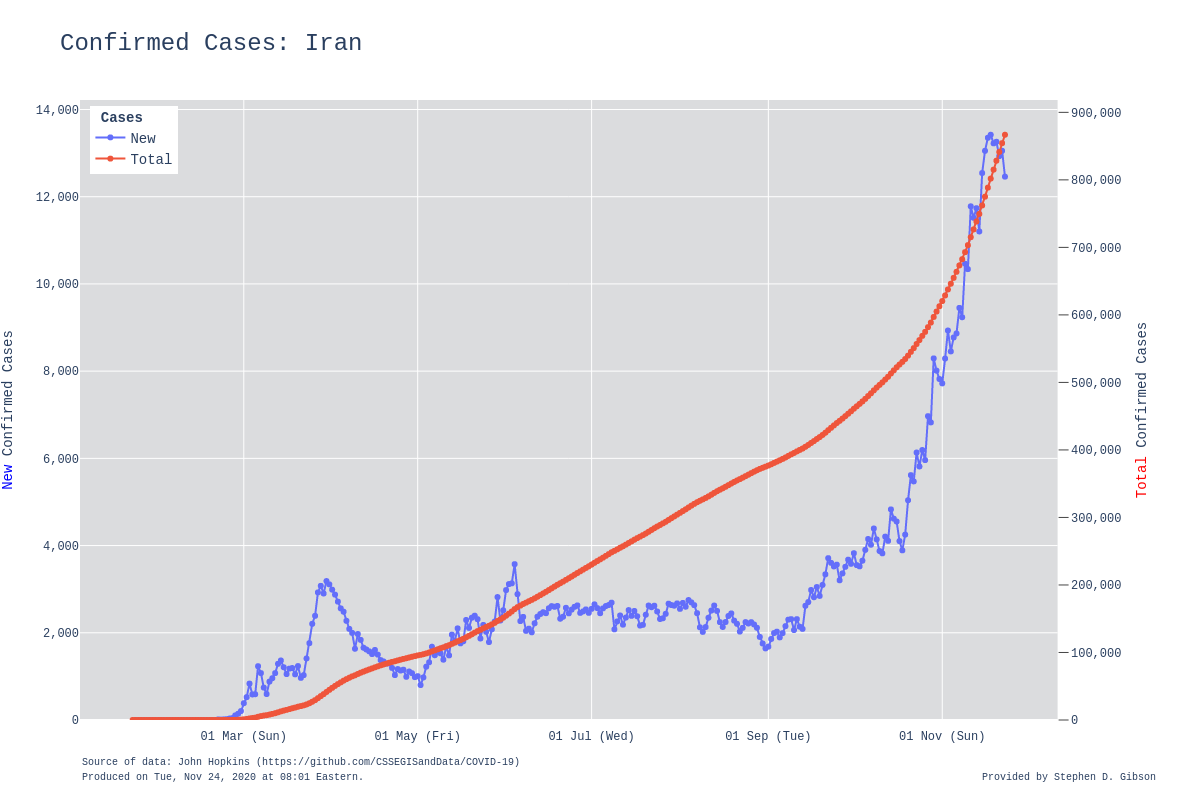 Confirmed Cases: Iran
Cases
New
Total
14,000
12,000
10,000
8,000
6,000
4,000
2,000
0
New Confirmed Cases
900,000
800,000
700,000
600,000
500,000
400,000
300,000
200,000
100,000
0
Total Confirmed Cases
01 Mar (Sun)
01 May (Fri)
01 Jul (Wed)
01 Sep (Tue)
01 Nov (Sun)
Source of data: John Hopkins (https://github.com/CSSEGISandData/COVID-19)
Produced on Tue, Nov 24, 2020 at 08:01 Eastern.
Provided by Stephen D. Gibson